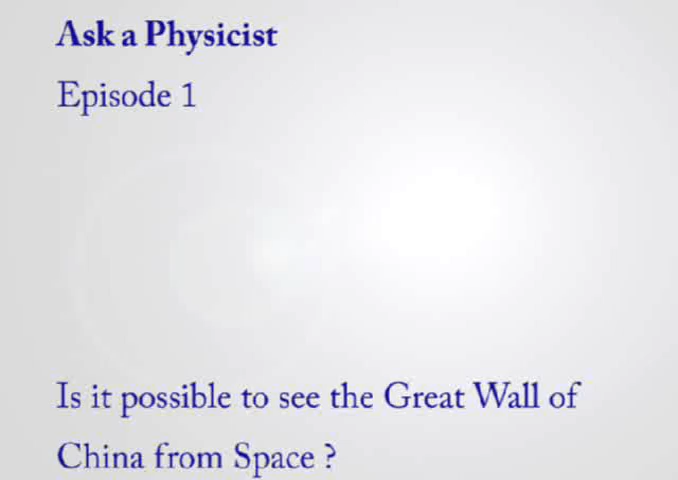 Ask a Physicist
Episode 1
Is it possible to see the Great Wall of
China from Space ?